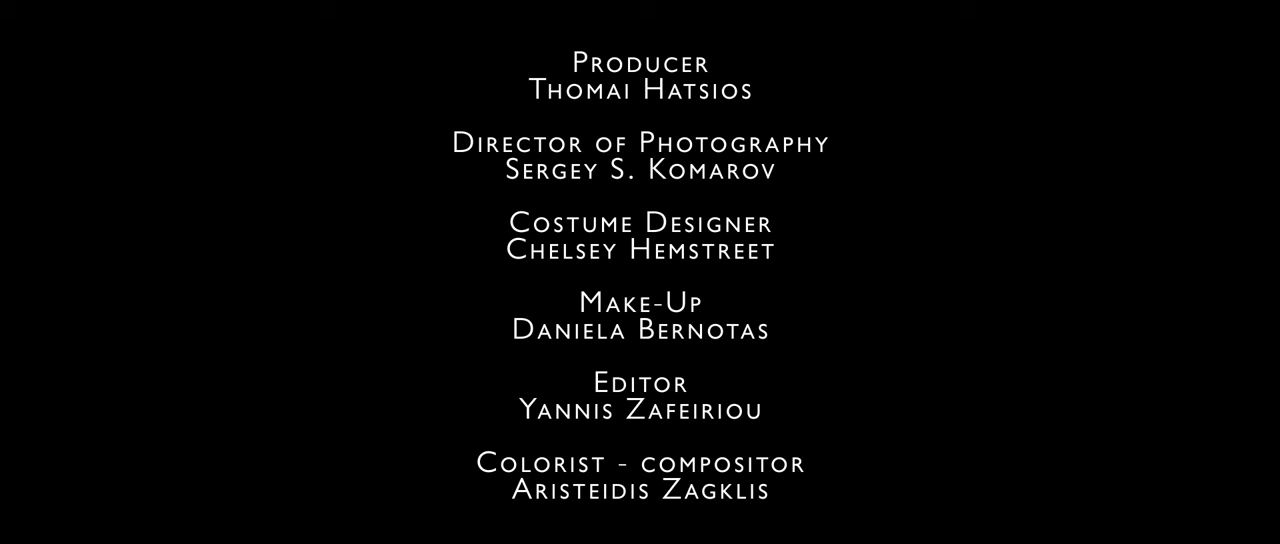 Producer
Thomai Hatsios
Director of Photography
Sergey S. Komarov
Costume Designer
Chelsey Hemstreet
Make-Up
Daniela Bernotas
Editor
Yannis Zafeiriou
Colorist - compositor
Aristeidis Zagklis